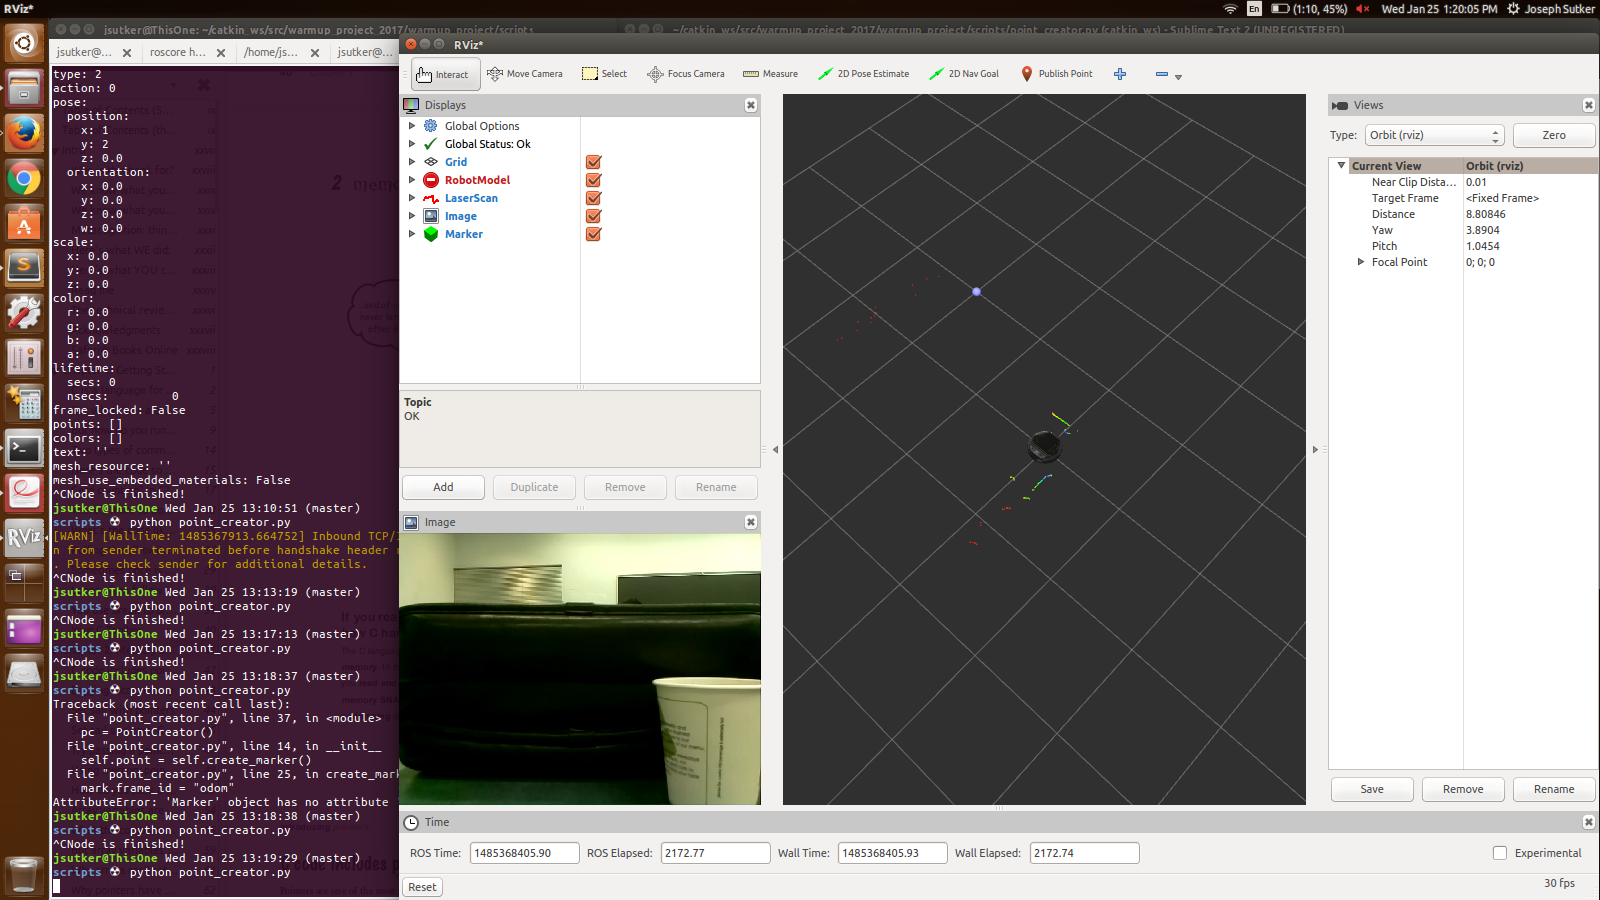 RViz*
En
(1:10, 45%)
Wed Jan 25 1:20:05 PM
Joseph Sutker
jsutker@ThisOne: ~/catkin_ws/src/warmup_project_2017/warmup_project/scripts
~/catkin_ws/src/warmup_project_2017/warmup_project/scripts/point_creator.py (catkin_ws) - Sublime Text 2 (UNREGISTERED)
jsutker@...
roscore h...
/home/js...
jsutker@...
type: 2
action: 0
pose:
position:
x: 1
y: 2
z: 0.0
orientation:
x: 0.0
y: 0.0
z: 0.0
w: 0.0
scale:
x: 0.0
y: 0.0
z: 0.0
color:
r: 0.0
g: 0.0
b: 0.0
a: 0.0
lifetime:
secs: 0
nsecs: 0
frame_locked: False
points: []
colors: []
text: ''
mesh_resource: ''
mesh_use_embedded_materials: False
^CNode is finished!
jsutker@ThisOne Wed Jan 25 13:10:51 (master)
scripts ☢ python point_creator.py
[WARN] [WallTime: 1485367913.664752] Inbound TCP/
n from sender terminated before handshake header
. Please check sender for additional details.
^CNode is finished!
jsutker@ThisOne Wed Jan 25 13:13:19 (master)
scripts ☢ python point_creator.py
^CNode is finished!
jsutker@ThisOne Wed Jan 25 13:17:13 (master)
scripts ☢ python point_creator.py
^CNode is finished!
jsutker@ThisOne Wed Jan 25 13:18:37 (master)
scripts ☢ python point_creator.py
Traceback (most recent call last):
File "point_creator.py", line 37, in <module>
pc = PointCreator()
File "point_creator.py", line 14, in __init__
self.point = self.create_marker()
File "point_creator.py", line 25, in create_mark
mark.frame_id = "odom"
AttributeError: 'Marker' object has no attribute
jsutker@ThisOne Wed Jan 25 13:18:38 (master)
scripts ☢ python point_creator.py
^CNode is finished!
jsutker@ThisOne Wed Jan 25 13:19:29 (master)
scripts ☢ python point_creator.py
RViz*
Interact
Move Camera
Select
Focus Camera
Measure
2D Pose Estimate
2D Nav Goal
Publish Point
Displays
Global Options
Global Status: Ok
Grid
RobotModel
LaserScan
Image
Marker
Topic
OK
Add
Duplicate
Remove
Rename
Image
Views
Type:
Orbit (rviz)
Zero
Current View
Orbit (rviz)
Near Clip Dista...
0.01
Target Frame
<Fixed Frame>
Distance
8.80846
Yaw
3.8904
Pitch
1.0454
Focal Point
0; 0; 0
Save
Remove
Rename
Time
ROS Time:
1485368405.90
ROS Elapsed:
2172.77
Wall Time:
1485368405.93
Wall Elapsed:
2172.74
Experimental
Reset
30 fps